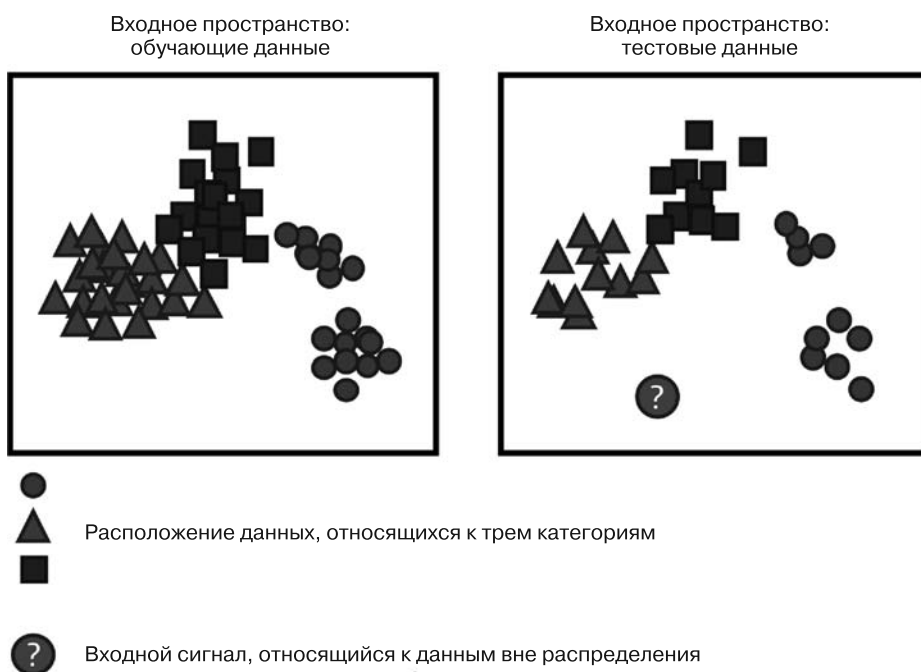 Входное пространство:
обучающие данные
Входное пространство:
тестовые данные
?
Расположение данных, относящихся к трем категориям
?
Входной сигнал, относящийся к данным вне распределения